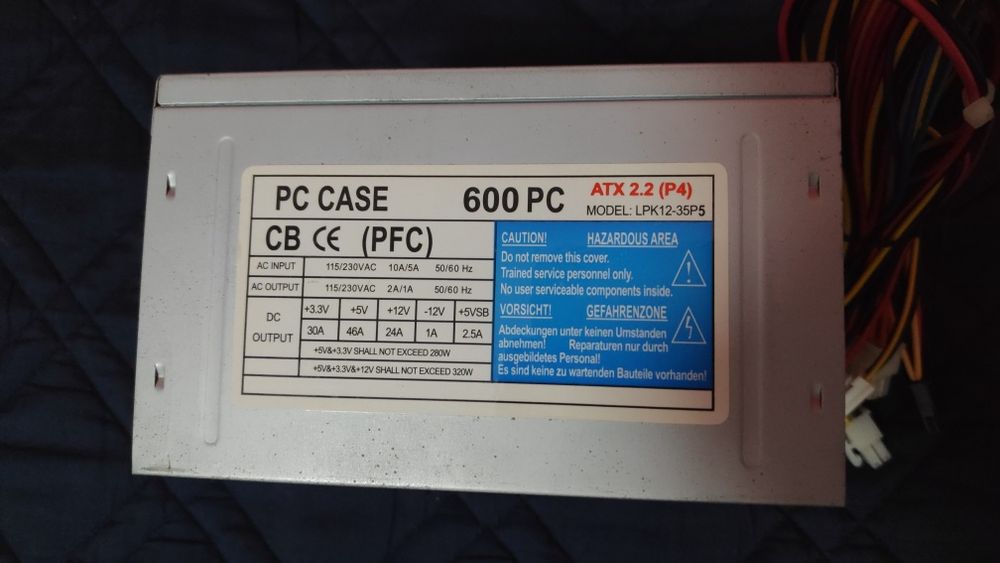 PC CASE 600 PC ATX 2.2 (P4)
MODEL: LPK12-35P5
CB CE (PFC)
AC INPUT 115/230VAC 10A/5A 50/60 Hz
AC OUTPUT 115/230VAC 2A/1A 50/60 Hz
DC OUTPUT
+3.3V +5V +12V -12V +5VSB
30A 46A 24A 1A 2.5A
+5V&+3.3V SHALL NOT EXCEED 280W
+5V&+3.3V&+12V SHALL NOT EXCEED 320W
CAUTION! HAZARDOUS AREA
Do not remove this cover.
Trained service personnel only.
No user serviceable components inside.
VORSICHT! GEFAHRENZONE
Abdeckungen unter keinen Umstanden
abnehmen! Reparaturen nur durch
ausgebildetes Personal!
Es sind keine zu wartenden Bauteile vorhanden!